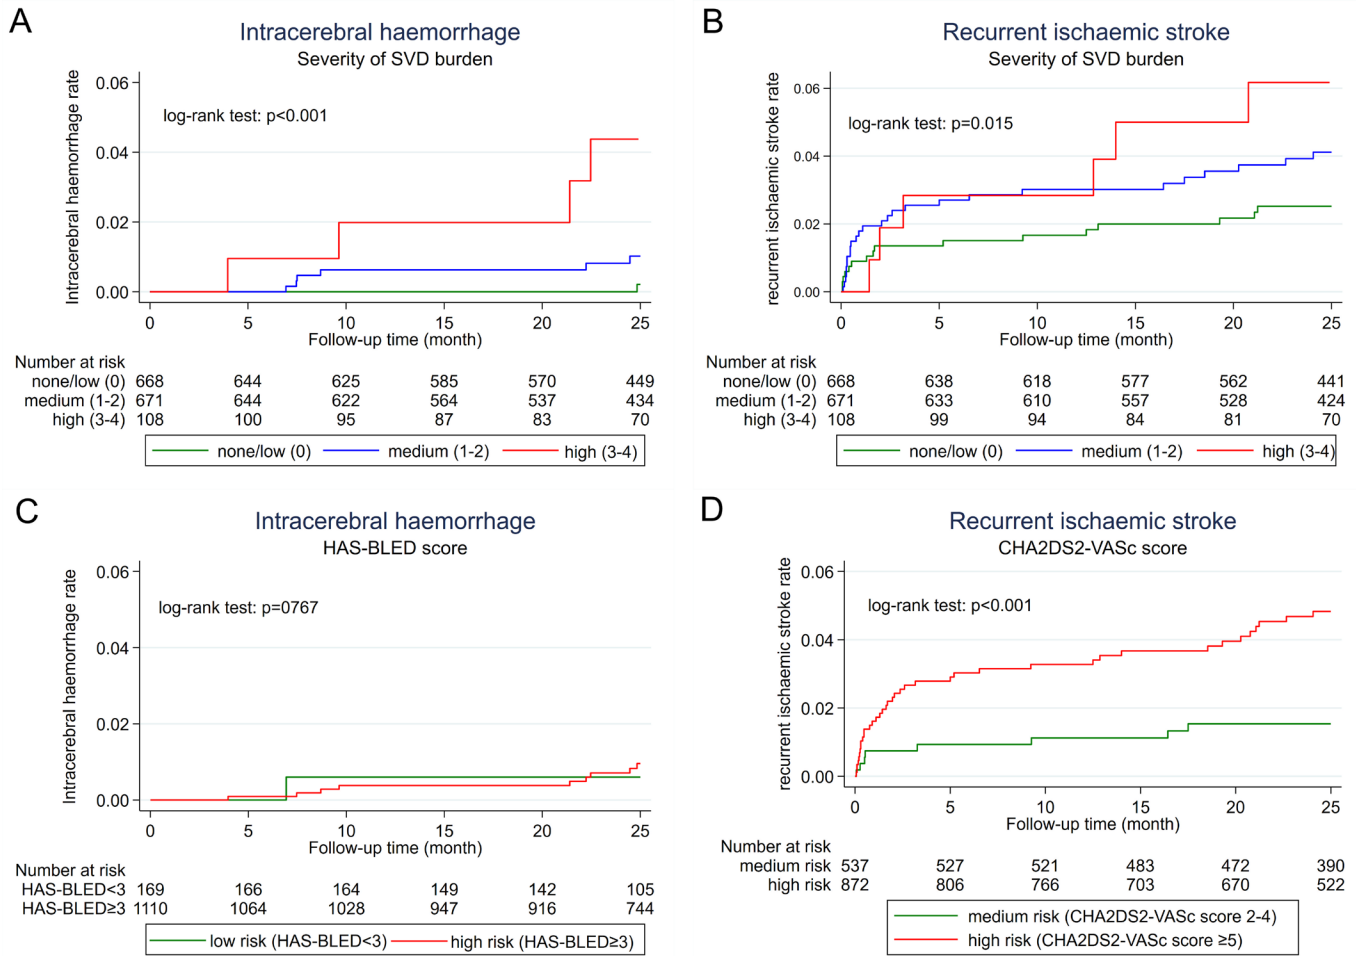 A
Intracerebral haemorrhage
Severity of SVD burden
Intracerebral haemorrhage rate
0.06
0.04
0.02
0.00
log-rank test: p<0.001
0 5 10 15 20 25
Follow-up time (month)
Number at risk
none/low (0) 668 644 625 585 570 449
medium (1-2) 671 644 622 564 537 434
high (3-4) 108 100 95 87 83 70
none/low (0) medium (1-2) high (3-4)
B
Recurrent ischaemic stroke
Severity of SVD burden
recurrent ischaemic stroke rate
0.06
0.04
0.02
0.00
log-rank test: p=0.015
0 5 10 15 20 25
Follow-up time (month)
Number at risk
none/low (0) 668 638 618 577 562 441
medium (1-2) 671 633 610 557 528 424
high (3-4) 108 99 94 84 81 70
none/low (0) medium (1-2) high (3-4)
C
Intracerebral haemorrhage
HAS-BLED score
Intracerebral haemorrhage rate
0.06
0.04
0.02
0.00
log-rank test: p=0767
0 5 10 15 20 25
Follow-up time (month)
Number at risk
HAS-BLED<3 169 166 164 149 142 105
HAS-BLED≥3 1110 1064 1028 947 916 744
low risk (HAS-BLED<3) high risk (HAS-BLED≥3)
D
Recurrent ischaemic stroke
CHA2DS2-VASc score
recurrent ischaemic stroke rate
0.06
0.04
0.02
0.00
log-rank test: p<0.001
0 5 10 15 20 25
Follow-up time (month)
Number at risk
medium risk 537 527 521 483 472 390
high risk 872 806 766 703 670 522
medium risk (CHA2DS2-VASc score 2-4)
high risk (CHA2DS2-VASc score ≥5)